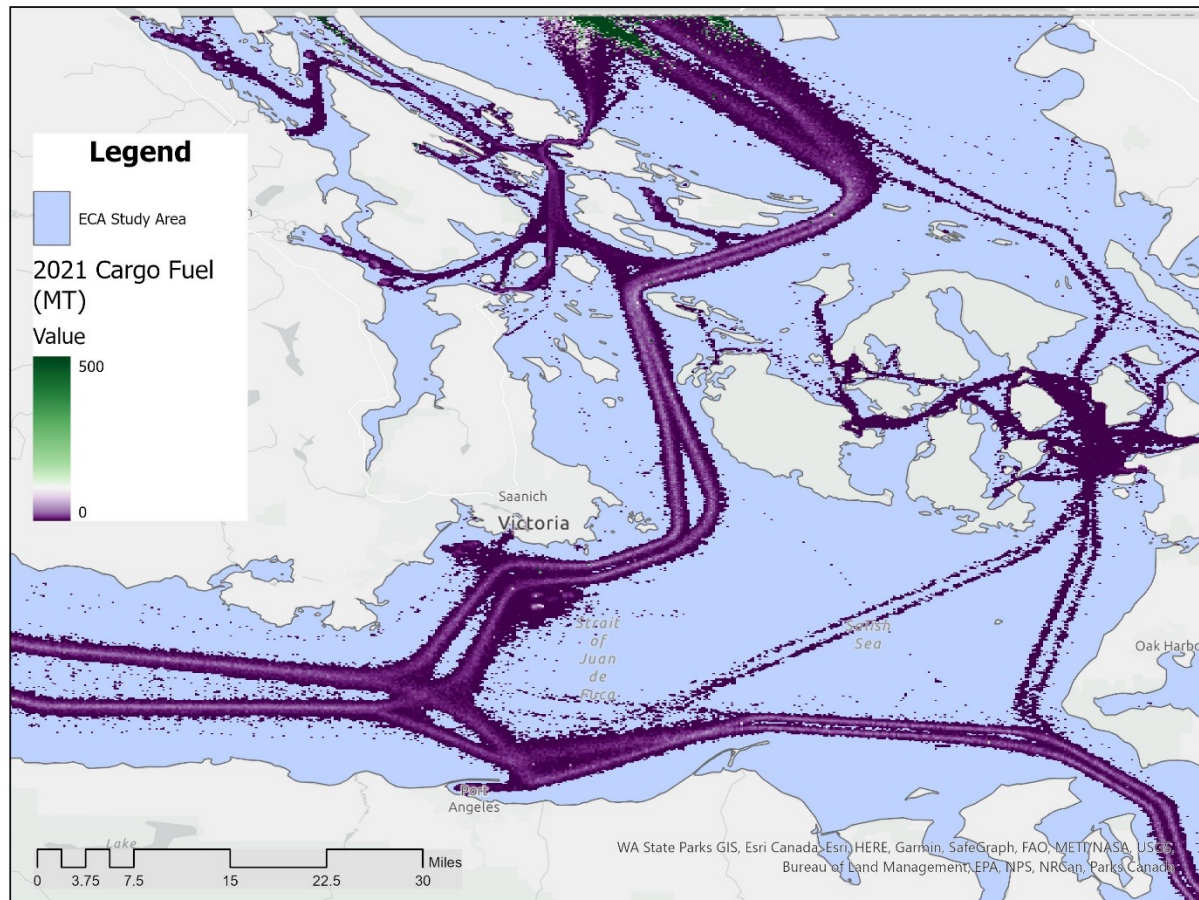 Legend
ECA Study Area
2021 Cargo Fuel
(MT)
Value
500
0
Saanich
Victoria
Strait
of
Juan
de
Fuca
Salish
Sea
Oak Harbo
Port
Angeles
Lake
Miles
0 3.75 7.5 15 22.5 30
WA State Parks GIS, Esri Canada, Esri, HERE, Garmin, SafeGraph, FAO, METI/NASA, USGS,
Bureau of Land Management, EPA, NPS, NRCan, Parks Canada